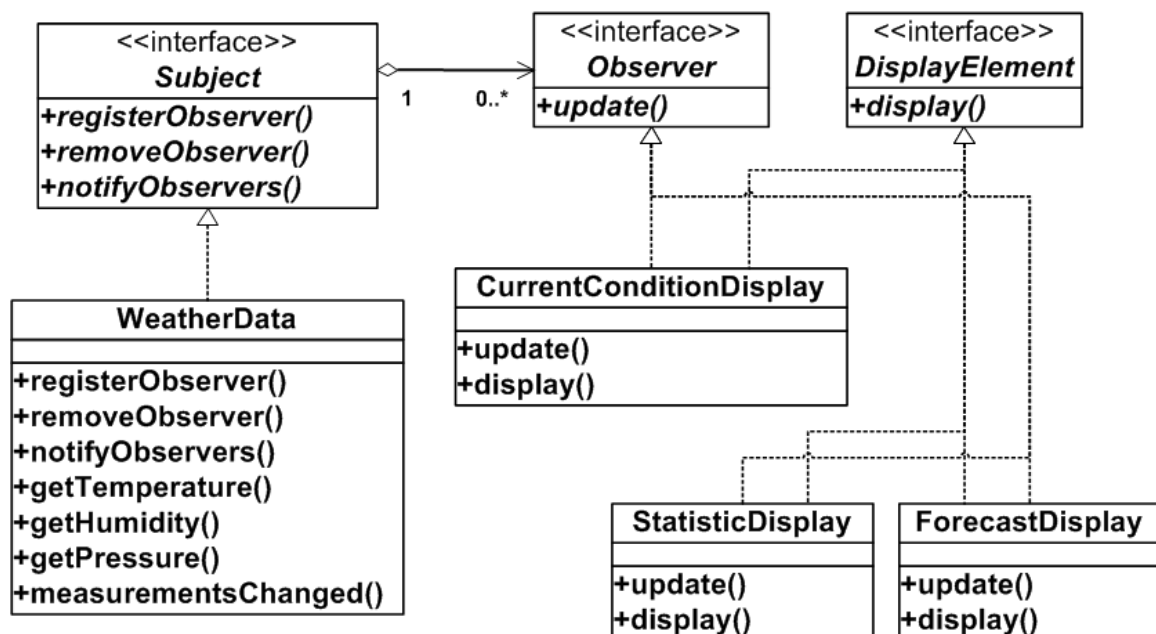 <<interface>>
Subject
+registerObserver()
+removeObserver()
+notifyObservers()
1
0..*
<<interface>>
Observer
+update()
<<interface>>
DisplayElement
+display()
WeatherData
+registerObserver()
+removeObserver()
+notifyObservers()
+getTemperature()
+getHumidity()
+getPressure()
+measurementsChanged()
CurrentConditionDisplay
+update()
+display()
StatisticDisplay
+update()
+display()
ForecastDisplay
+update()
+display()